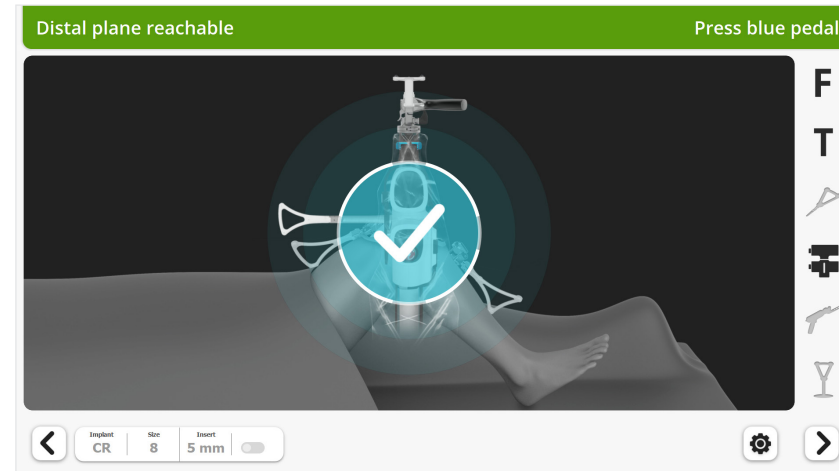 Distal plane reachable
Press blue pedal
F
T
Implant Size Insert
CR 8 5 mm